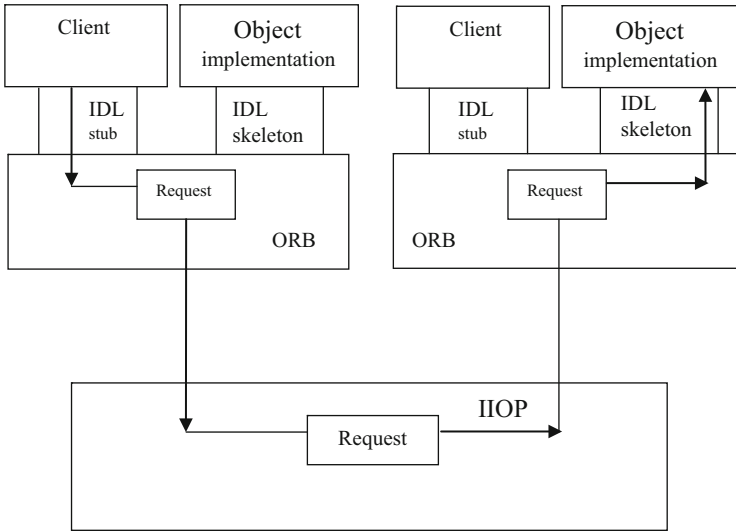 Client
Object
implementation
IDL
stub
IDL
skeleton
Request
ORB
Client
Object
implementation
IDL
stub
IDL
skeleton
Request
ORB
IIOP
Request